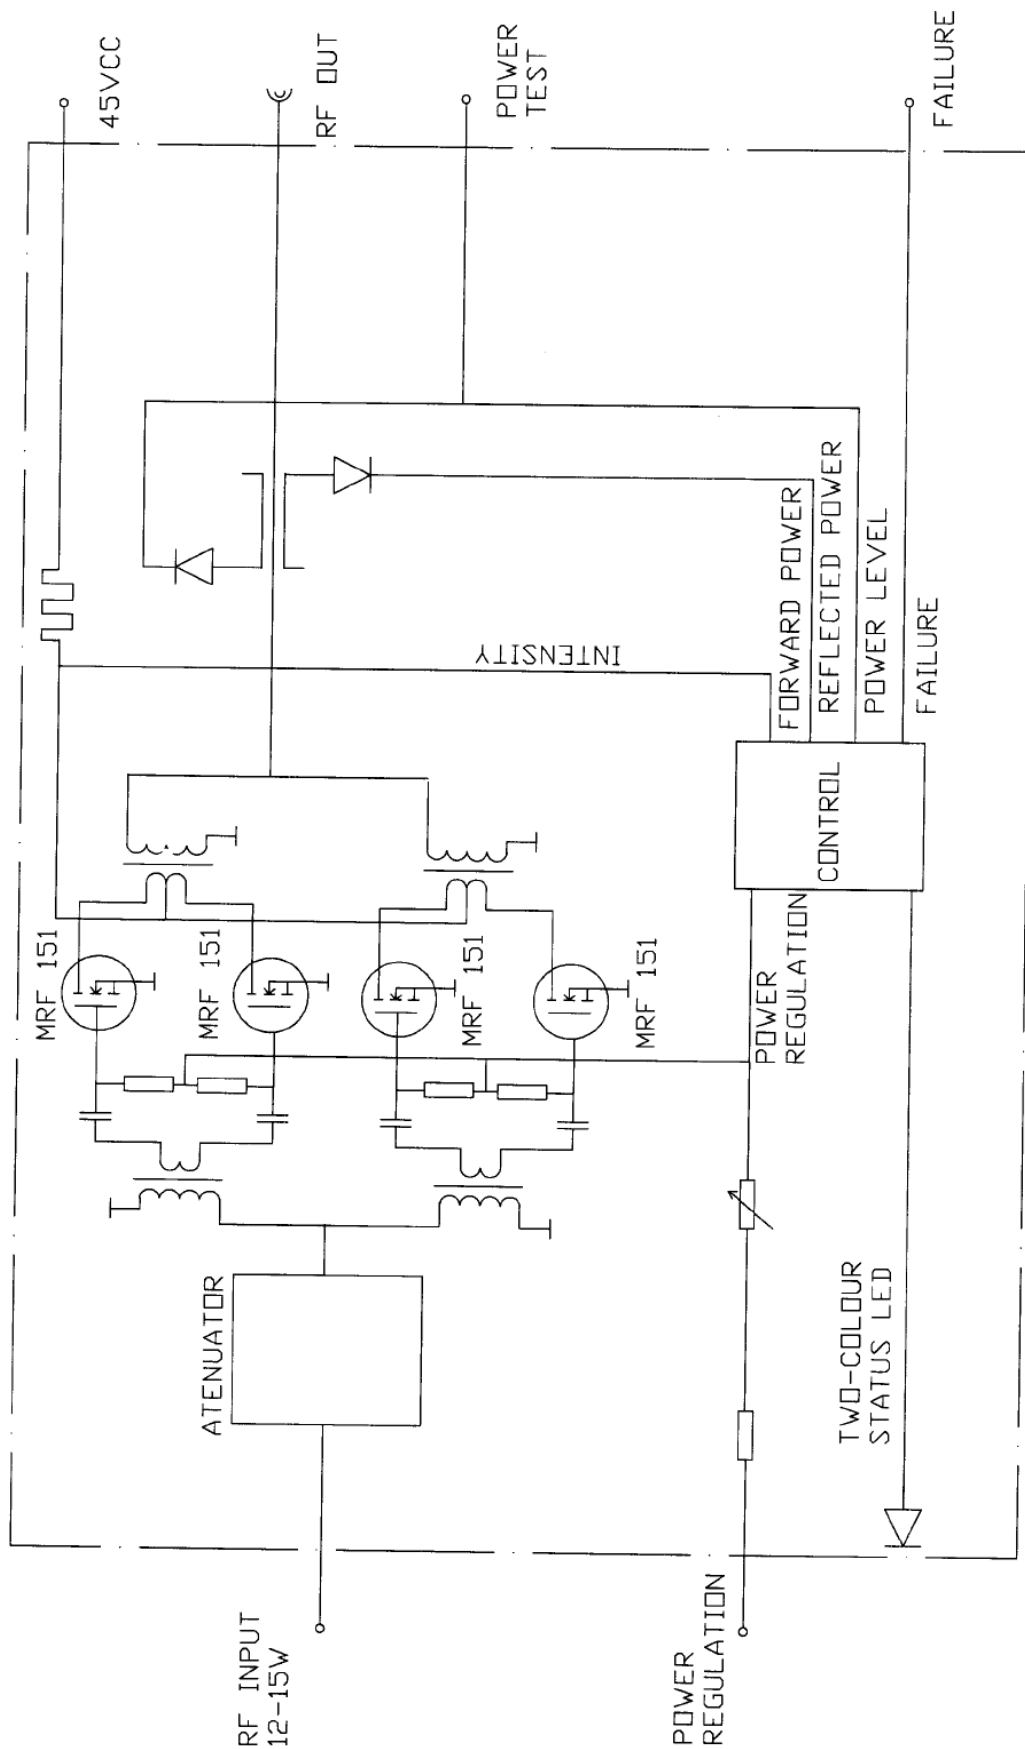 45VCC
RF OUT
POWER
TEST
FAILURE
INTENSITY
FORWARD POWER
REFLECTED POWER
POWER LEVEL
FAILURE
MRF 151
MRF 151
MRF 151
MRF 151
CONTROL
POWER
REGULATION
ATENUATOR
TWO-COLOUR
STATUS LED
RF INPUT
12-15W
POWER
REGULATION